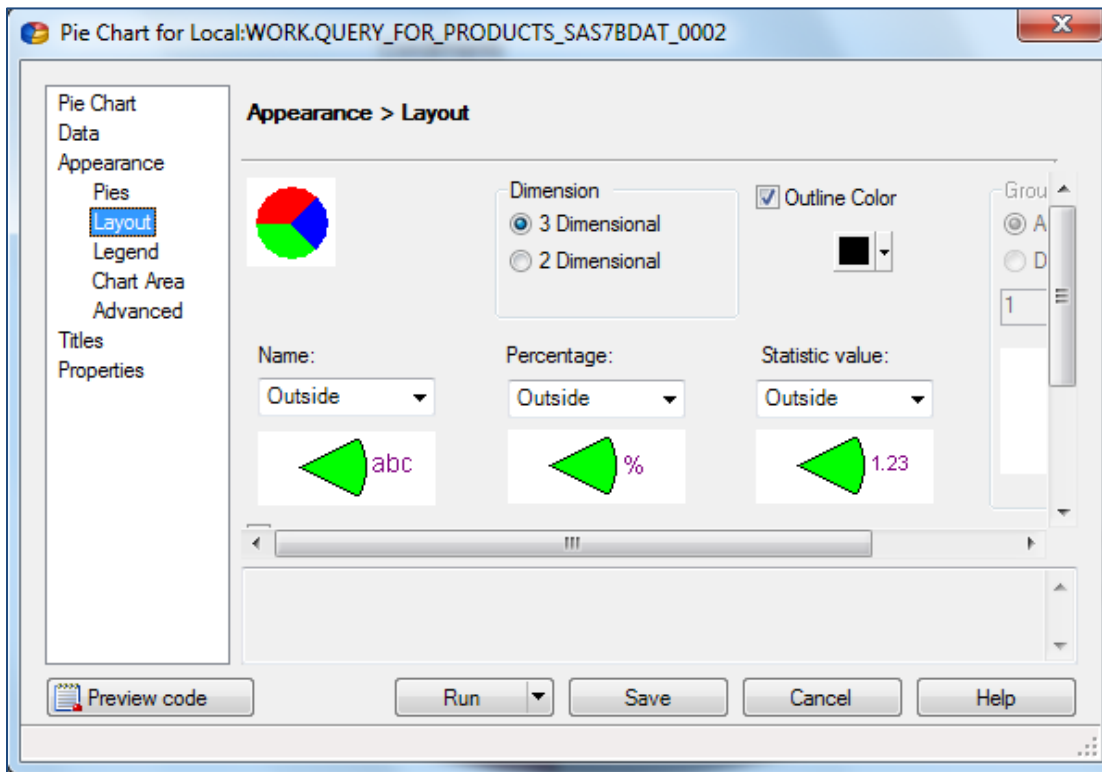 Pie Chart for Local:WORK.QUERY_FOR_PRODUCTS_SAS7BDAT_0002
Pie Chart
Data
Appearance
Pies
Layout
Legend
Chart Area
Advanced
Titles
Properties
Appearance > Layout
Dimension
3 Dimensional
2 Dimensional
Outline Color
Grou
A
D
1
Name:
Percentage:
Statistic value:
Outside
Outside
Outside
abc
%
1.23
Preview code
Run
Save
Cancel
Help